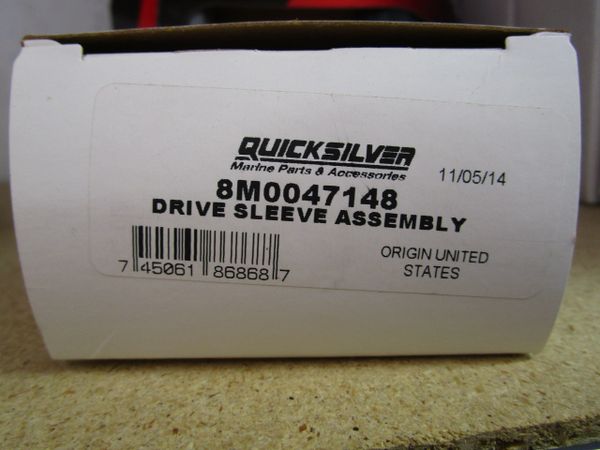 QUICKSILVER
Marine Parts & Accessories
11/05/14
8M0047148
DRIVE SLEEVE ASSEMBLY
7 45061 86868 7
ORIGIN UNITED
STATES